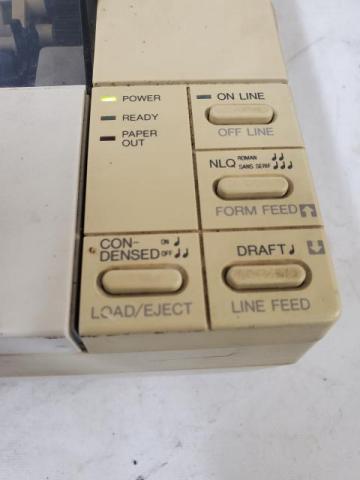 POWER
READY
PAPER
OUT
ON LINE
OFF LINE
NLQ ROMAN ♪♪
SANS SERIF ♪♪♪
FORM FEED
CON- ON ♪
DENSED OFF ♪♪
LOAD/EJECT
DRAFT ♪
LINE FEED